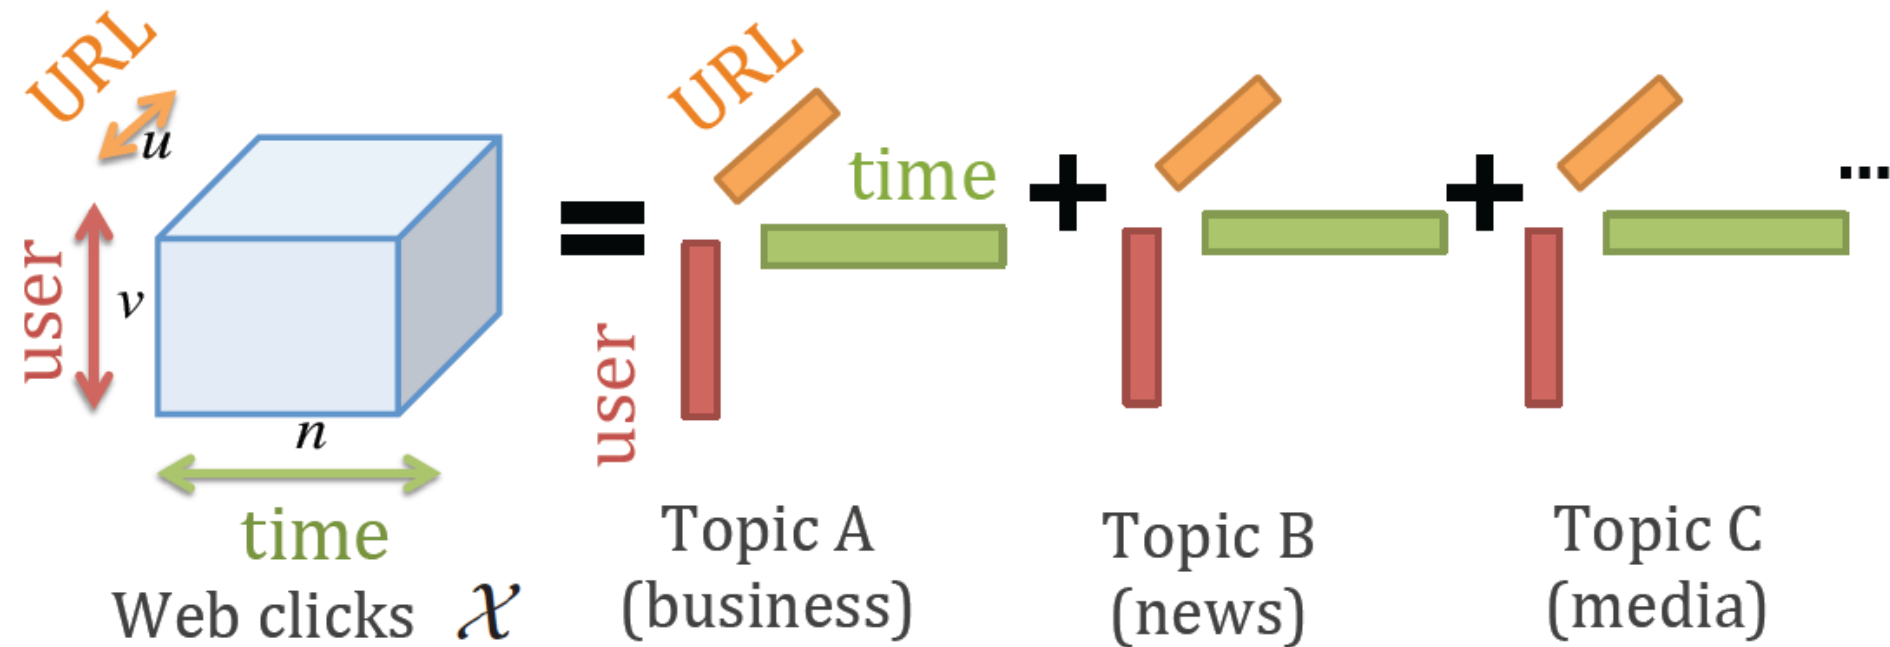 URL
u
user
v
n
time
Web clicks 𝒳
=
URL
time
user
Topic A
(business)
+
Topic B
(news)
+
Topic C
(media)
...